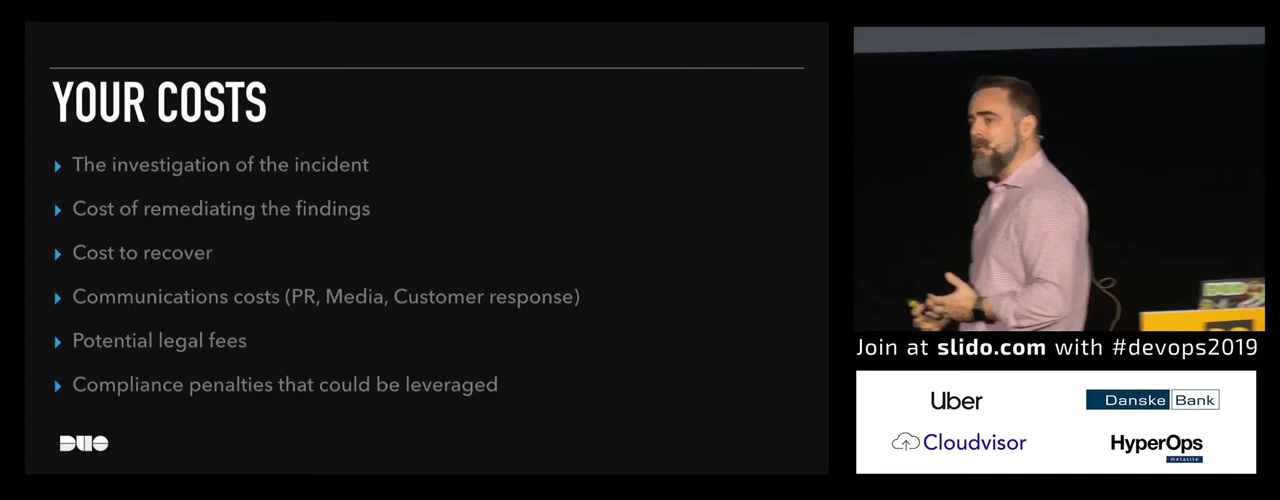 YOUR COSTS
The investigation of the incident
Cost of remediating the findings
Cost to recover
Communications costs (PR, Media, Customer response)
Potential legal fees
Compliance penalties that could be leveraged
DUO
Join at slido.com with #devops2019
Uber
Danske Bank
Cloudvisor
HyperOps
metasite